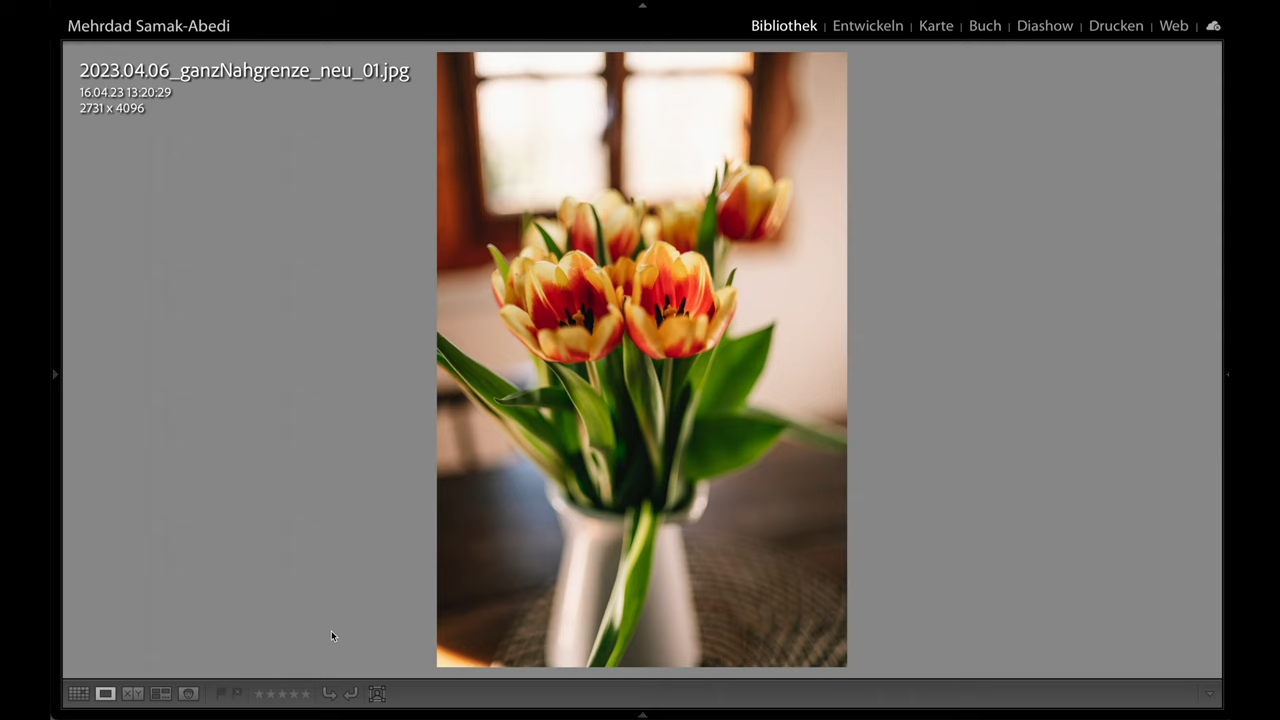 Mehrdad Samak-Abedi
Bibliothek | Entwickeln | Karte | Buch | Diashow | Drucken | Web
2023.04.06_ganzNahgrenze_neu_01.jpg
16.04.23 13:20:29
2731 x 4096
XY